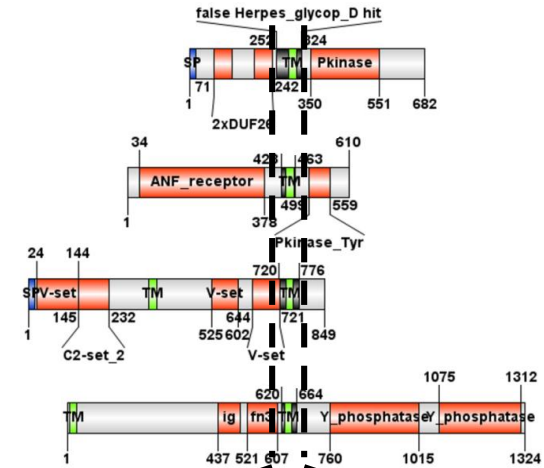 false Herpes_glycop_D hit
252 324
SP TM Pkinase
71 242
1 350 551 682
2xDUF26
34 423 463 610
ANF_receptor TM
1 378 499 559
Pkinase_Tyr
24 144 720 776
SP V-set TM V-set TM
1 145 232 525 602 644 721 849
C2-set_2 V-set
620 664 1075 1312
TM ig fn3 TM Y_phosphatase Y_phosphatase
1 437 521 607 760 1015 1324